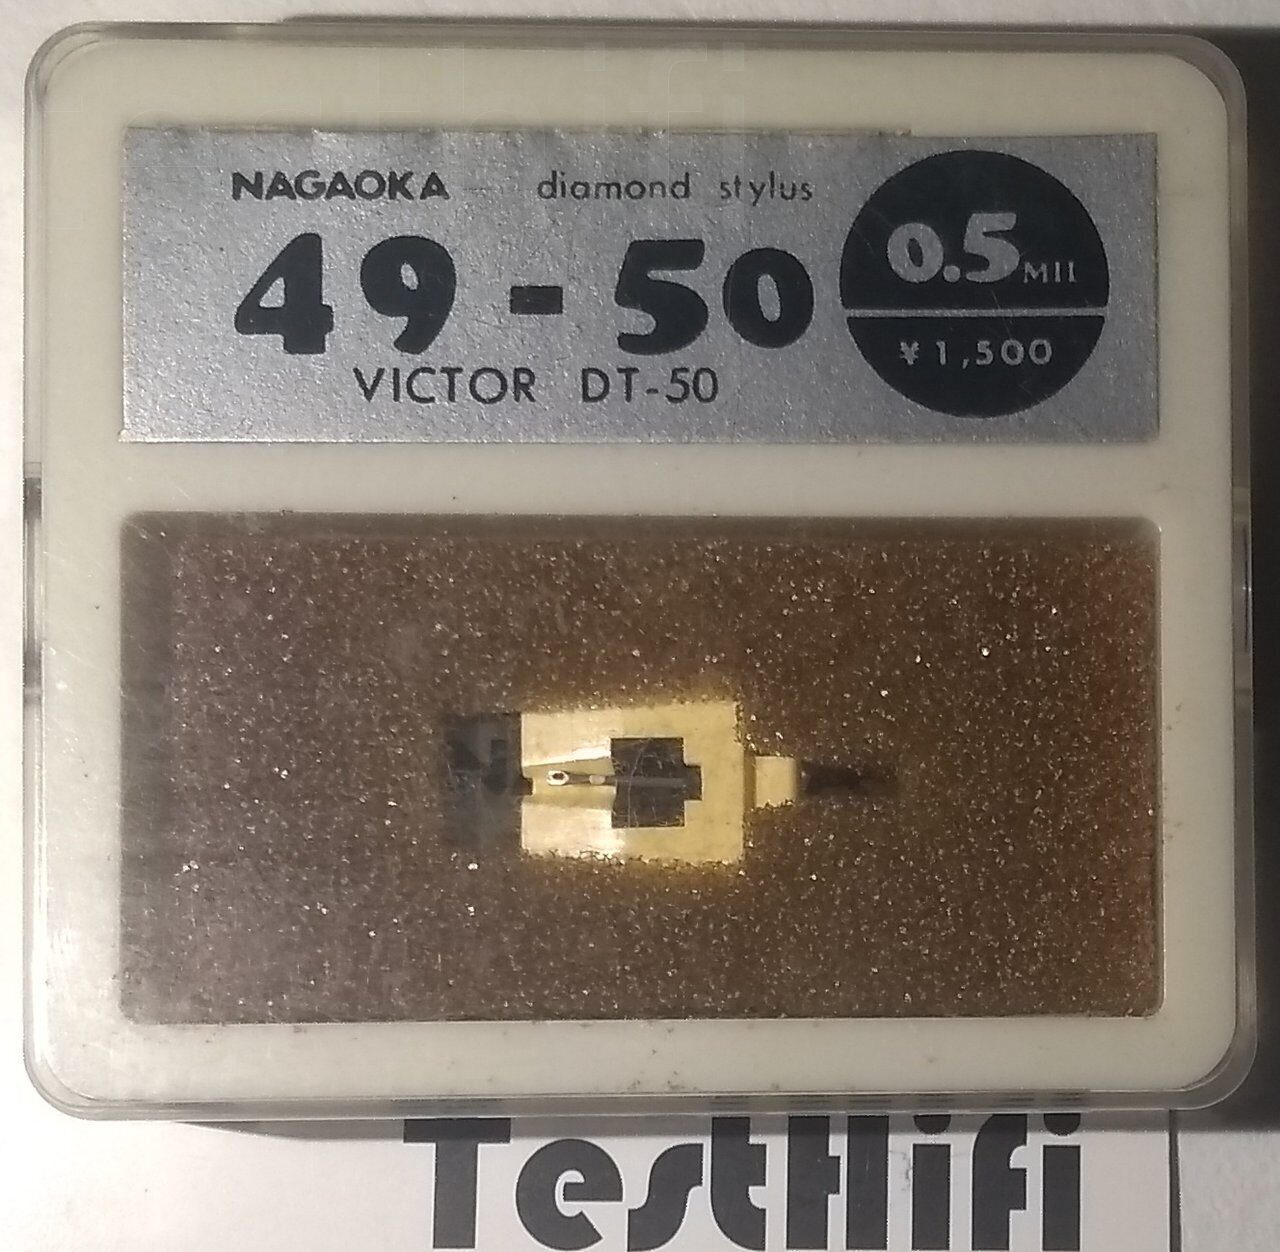 NAGAOKA diamond stylus
49-50
VICTOR DT-50
0.5 MIL
¥1,500
TestHifi